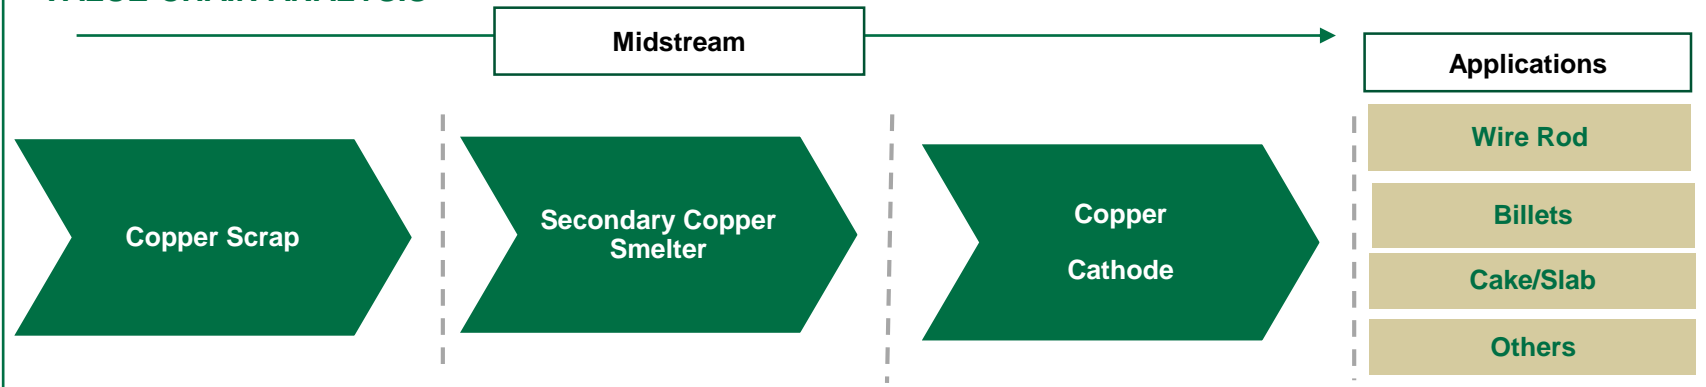 Midstream
Applications
Copper Scrap
Secondary Copper
Smelter
Copper
Cathode
Wire Rod
Billets
Cake/Slab
Others